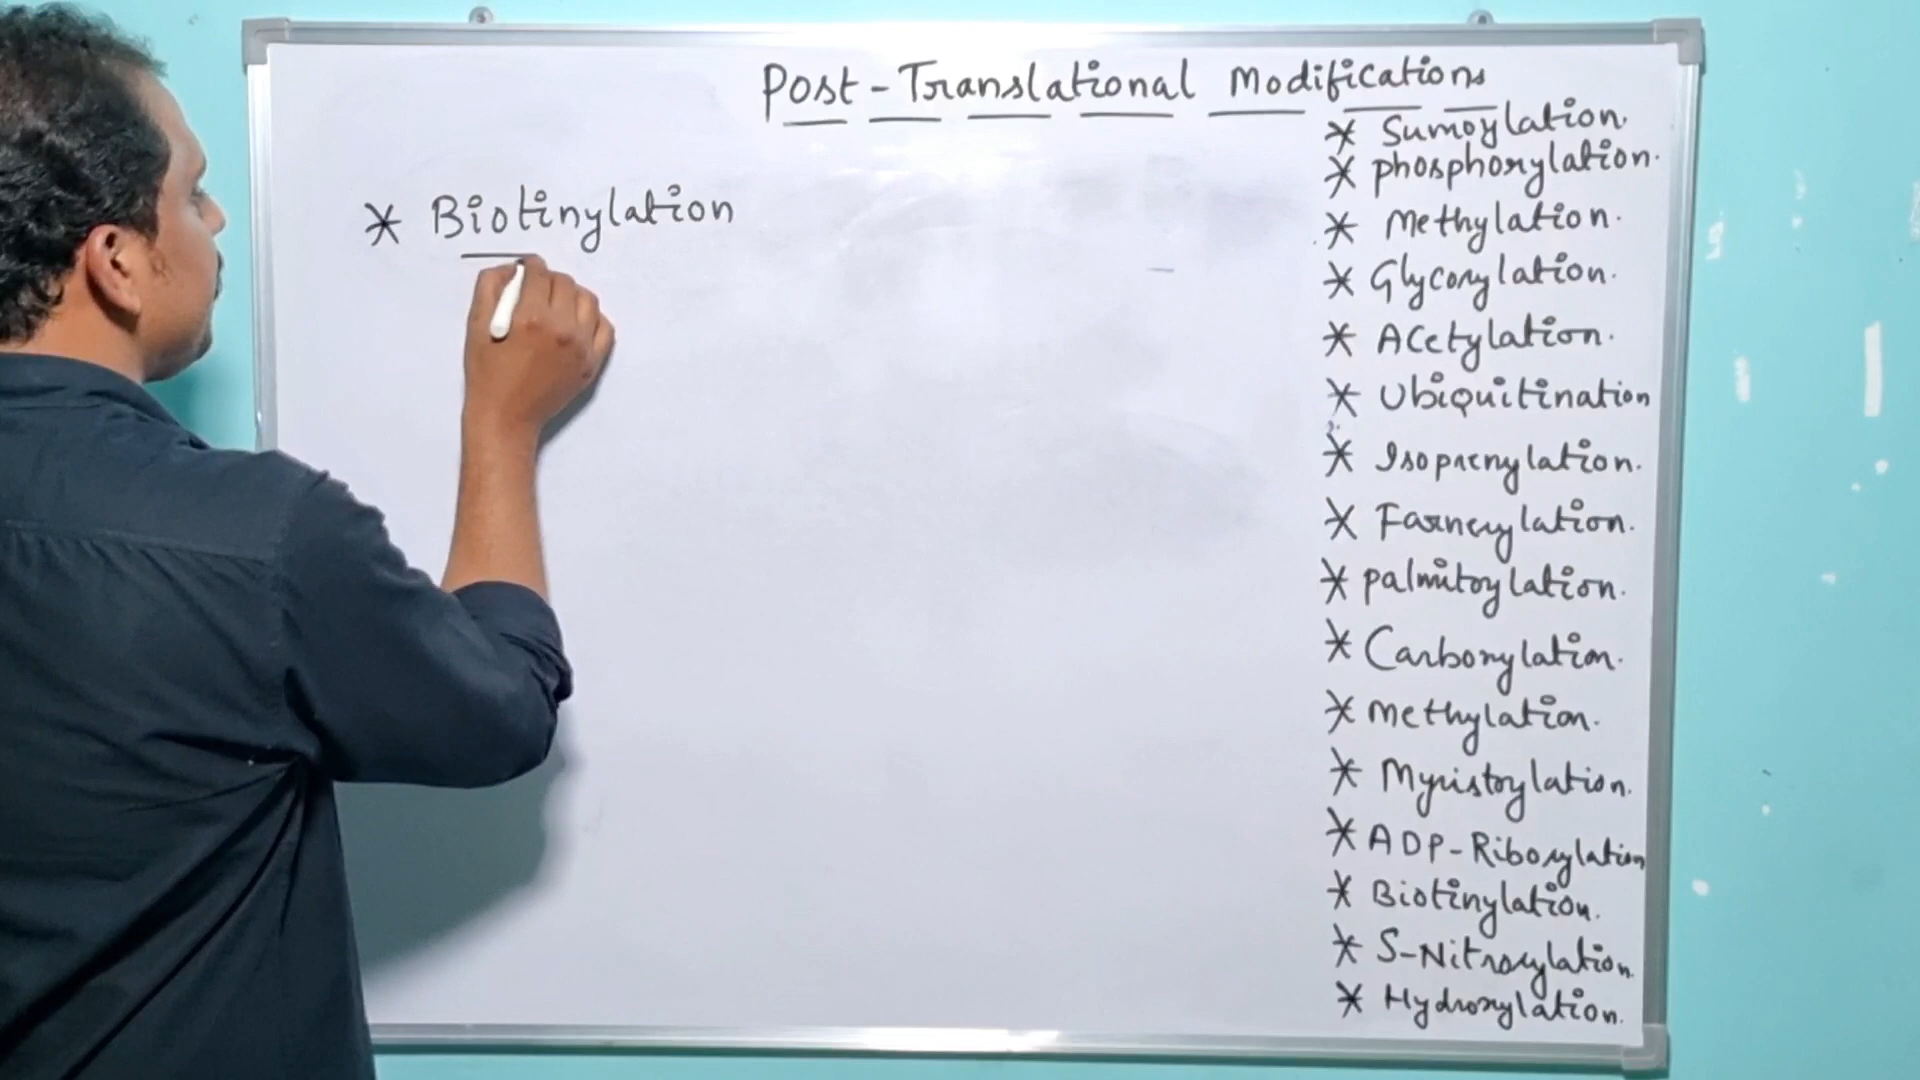 Post-Translational Modifications
* Biotinylation
* Sumoylation.
* phosphorylation.
* Methylation.
* Glycosylation.
* Acetylation.
* Ubiquitination
* Isoprenylation.
* Farnesylation.
* palmitoylation.
* Carboxylation.
* Methylation.
* Myristoylation.
* ADP-Ribosylation
* Biotinylation.
* S-Nitrosylation.
* Hydroxylation.